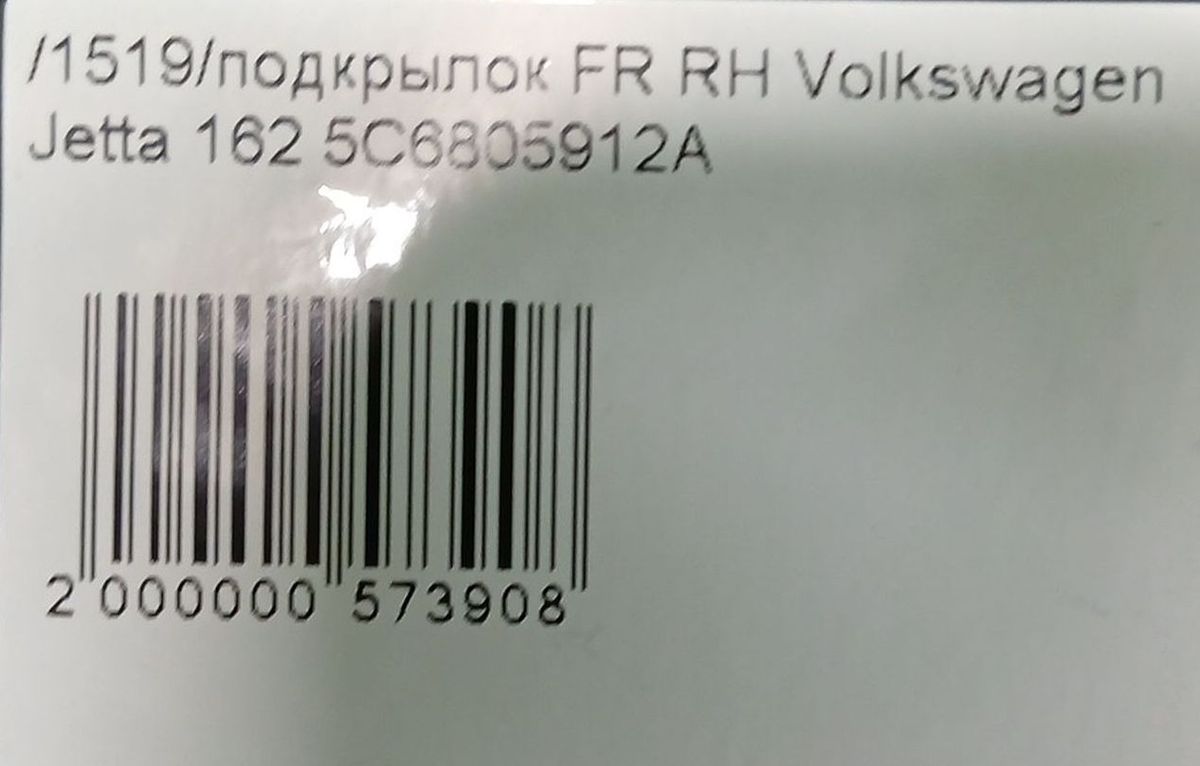 /1519/подкрылок FR RH Volkswagen
Jetta 162 5C6805912A
2 000000 573908